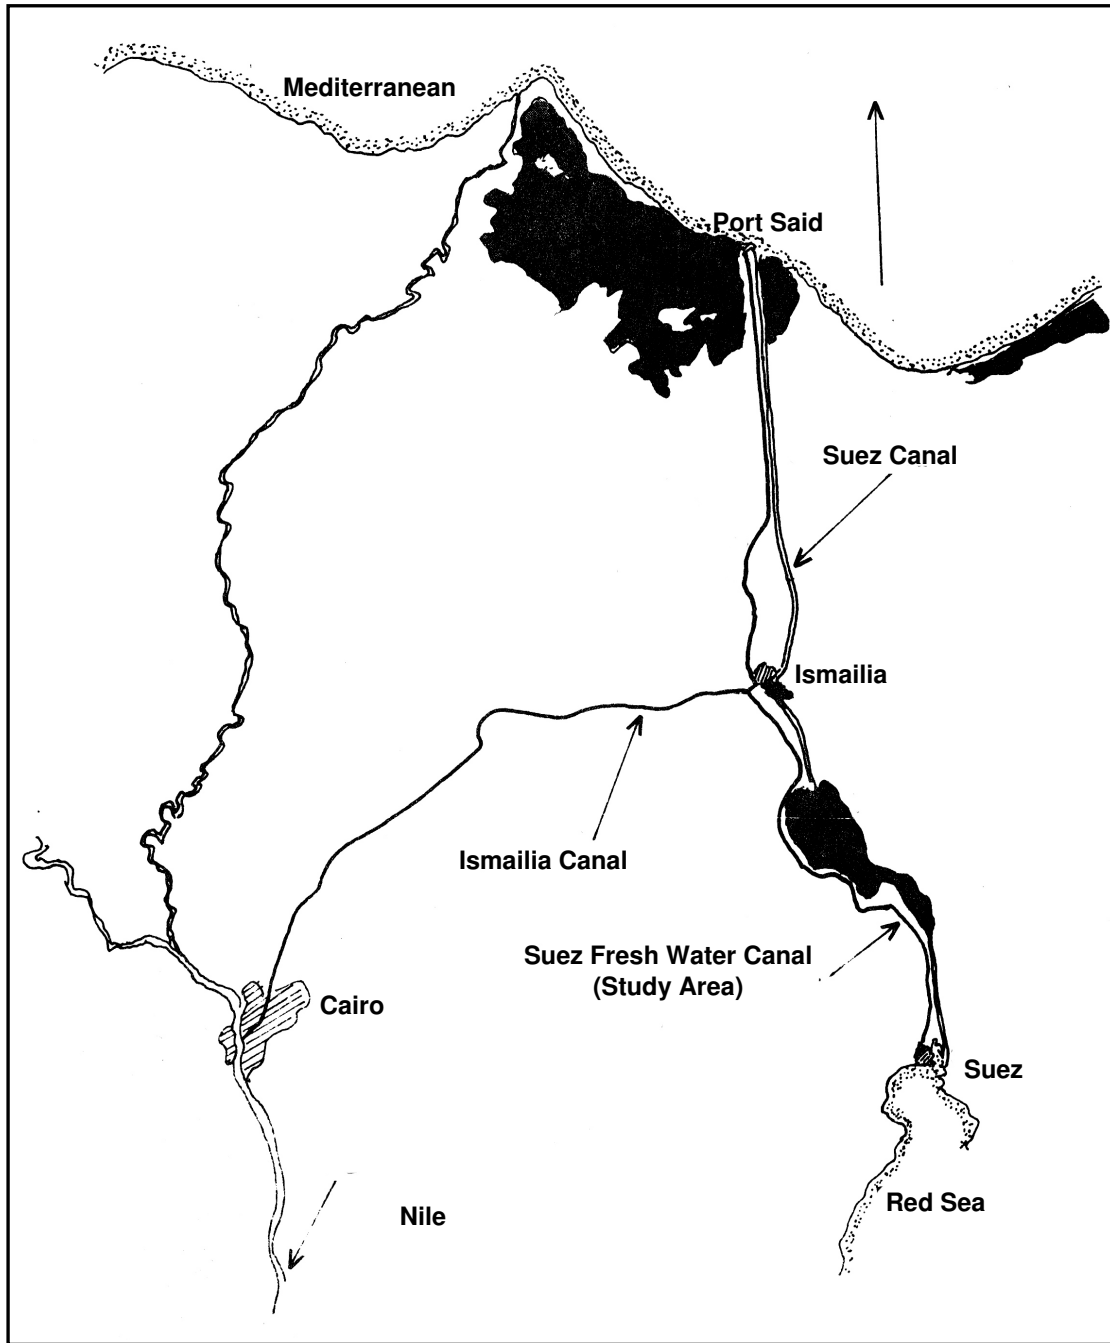 Mediterranean
Port Said
Suez Canal
Ismailia
Ismailia Canal
Suez Fresh Water Canal
(Study Area)
Cairo
Suez
Red Sea
Nile